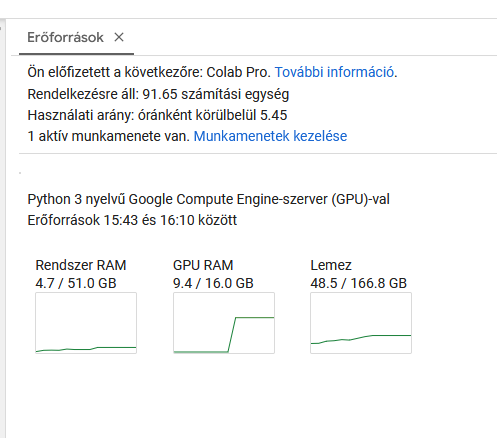 Erőforrások ×
Ön előfizetett a következőre: Colab Pro. További információ.
Rendelkezésre áll: 91.65 számítási egység
Használati arány: óránként körülbelül 5.45
1 aktív munkamenete van. Munkamenetek kezelése
Python 3 nyelvű Google Compute Engine-szerver (GPU)-val
Erőforrások 15:43 és 16:10 között
Rendszer RAM
4.7 / 51.0 GB
GPU RAM
9.4 / 16.0 GB
Lemez
48.5 / 166.8 GB